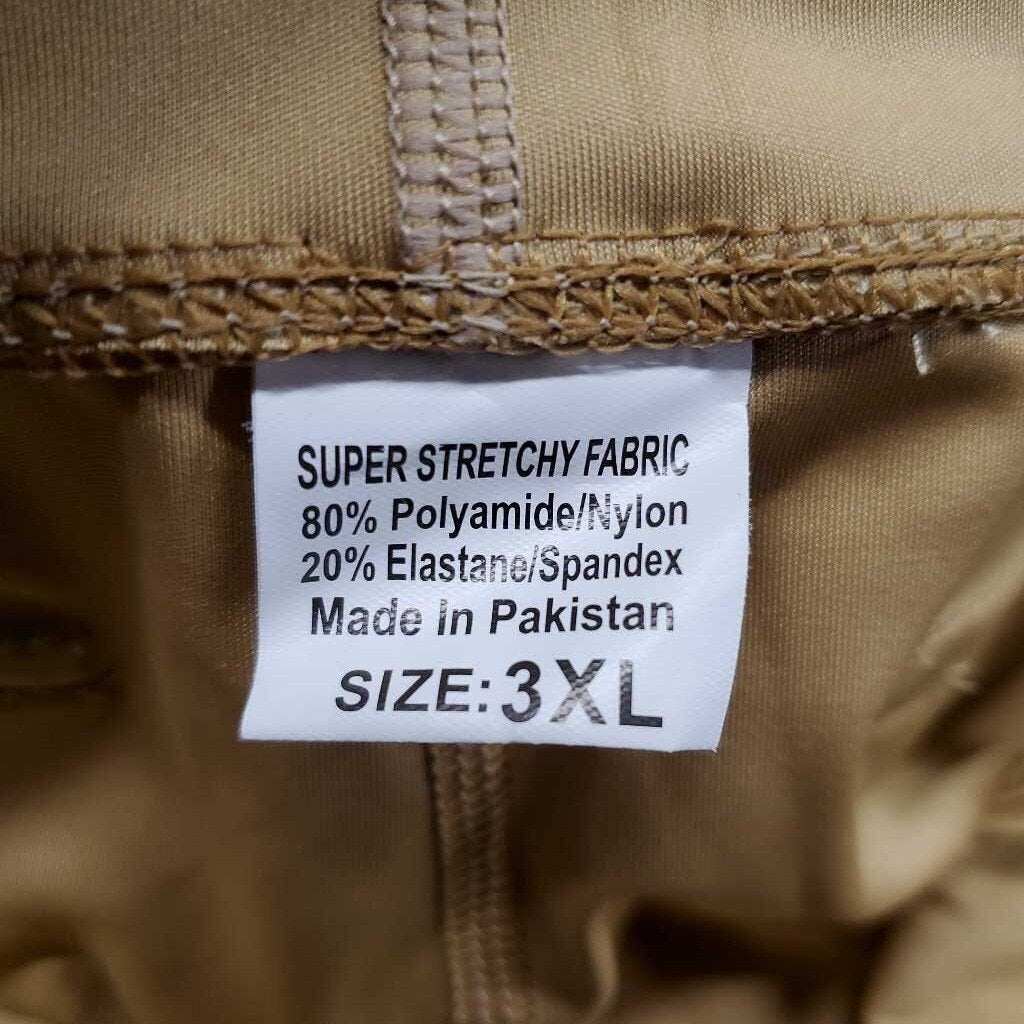 SUPER STRETCHY FABRIC
80% Polyamide/Nylon
20% Elastane/Spandex
Made In Pakistan
SIZE: 3XL